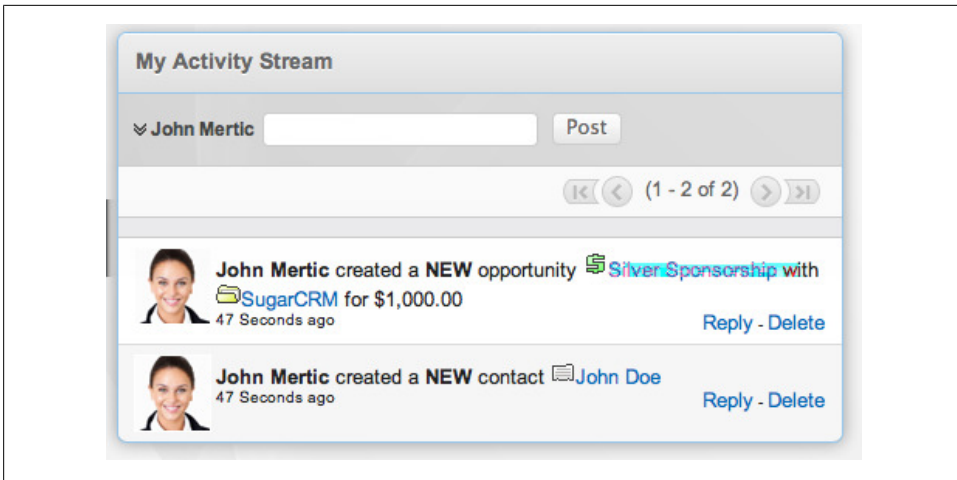 My Activity Stream
John Mertic Post
(1 - 2 of 2)
John Mertic created a NEW opportunity Silver Sponsorship with
SugarCRM for $1,000.00
47 Seconds ago
Reply - Delete
John Mertic created a NEW contact John Doe
47 Seconds ago
Reply - Delete